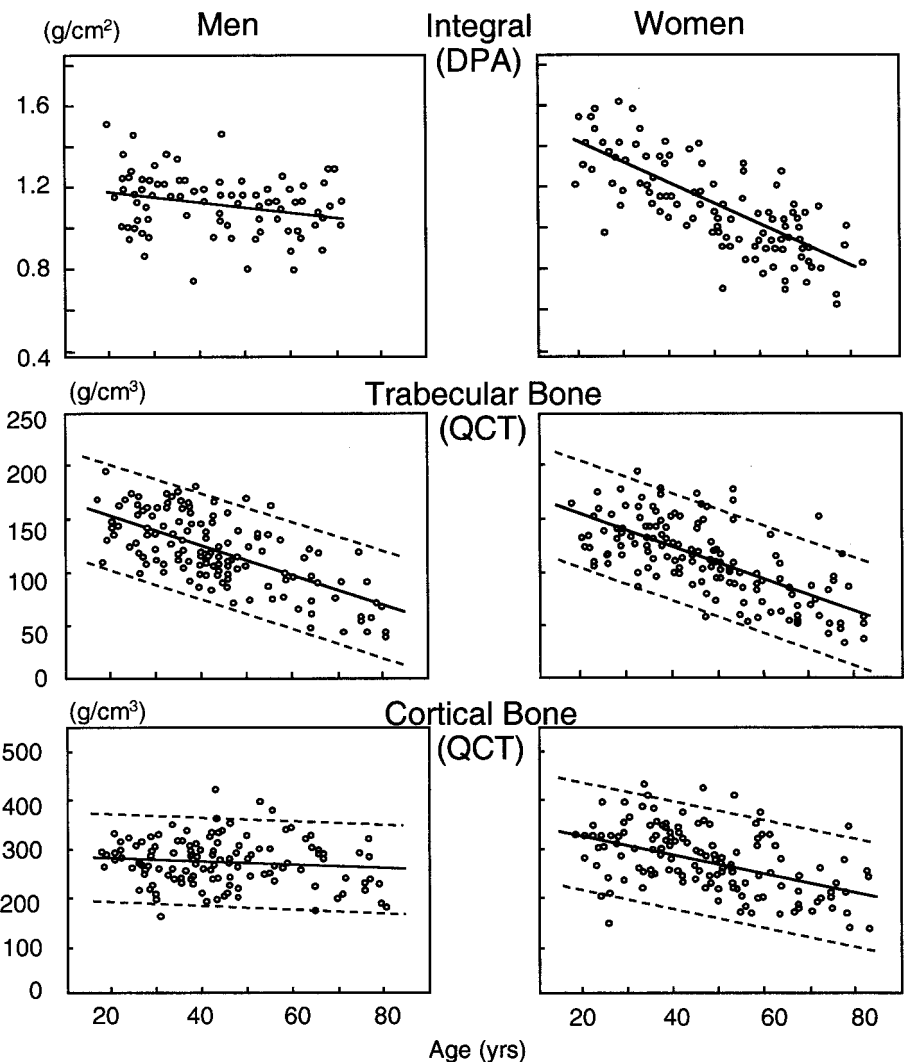 Men
Integral
(DPA)
Women
(g/cm²)
1.6
1.2
0.8
0.4
(g/cm³)
Trabecular Bone
(QCT)
250
200
150
100
50
0
(g/cm³)
Cortical Bone
(QCT)
500
400
300
200
100
0
20 40 60 80 20 40 60 80
Age (yrs)